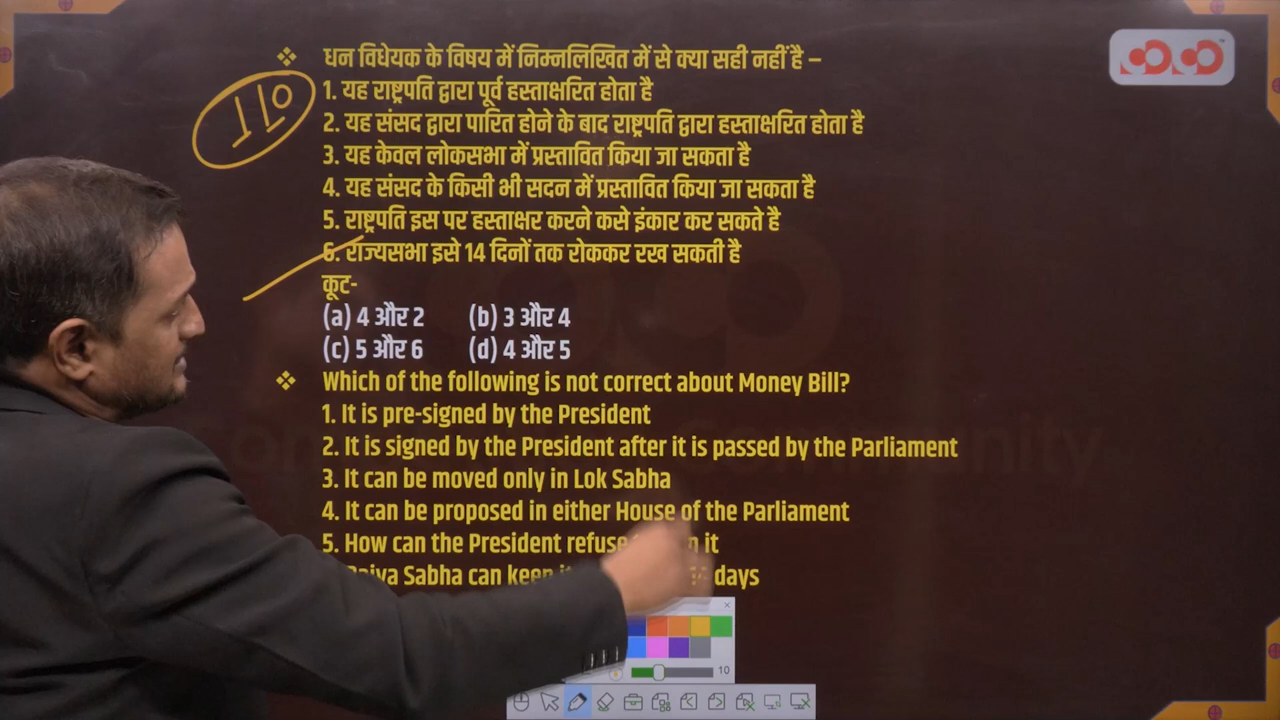 धन विधेयक के विषय में निम्नलिखित में से क्या सही नहीं है –
110
1. यह राष्ट्रपति द्वारा पूर्व हस्ताक्षरित होता है
2. यह संसद द्वारा पारित होने के बाद राष्ट्रपति द्वारा हस्ताक्षरित होता है
3. यह केवल लोकसभा में प्रस्तावित किया जा सकता है
4. यह संसद के किसी भी सदन में प्रस्तावित किया जा सकता है
5. राष्ट्रपति इस पर हस्ताक्षर करने कसे इंकार कर सकते है
6. राज्यसभा इसे 14 दिनों तक रोककर रख सकती है
कूट-
(a) 4 और 2 (b) 3 और 4
(c) 5 और 6 (d) 4 और 5
Which of the following is not correct about Money Bill?
1. It is pre-signed by the President
2. It is signed by the President after it is passed by the Parliament
3. It can be moved only in Lok Sabha
4. It can be proposed in either House of the Parliament
5. How can the President refuse it
Sabha can keep days
10